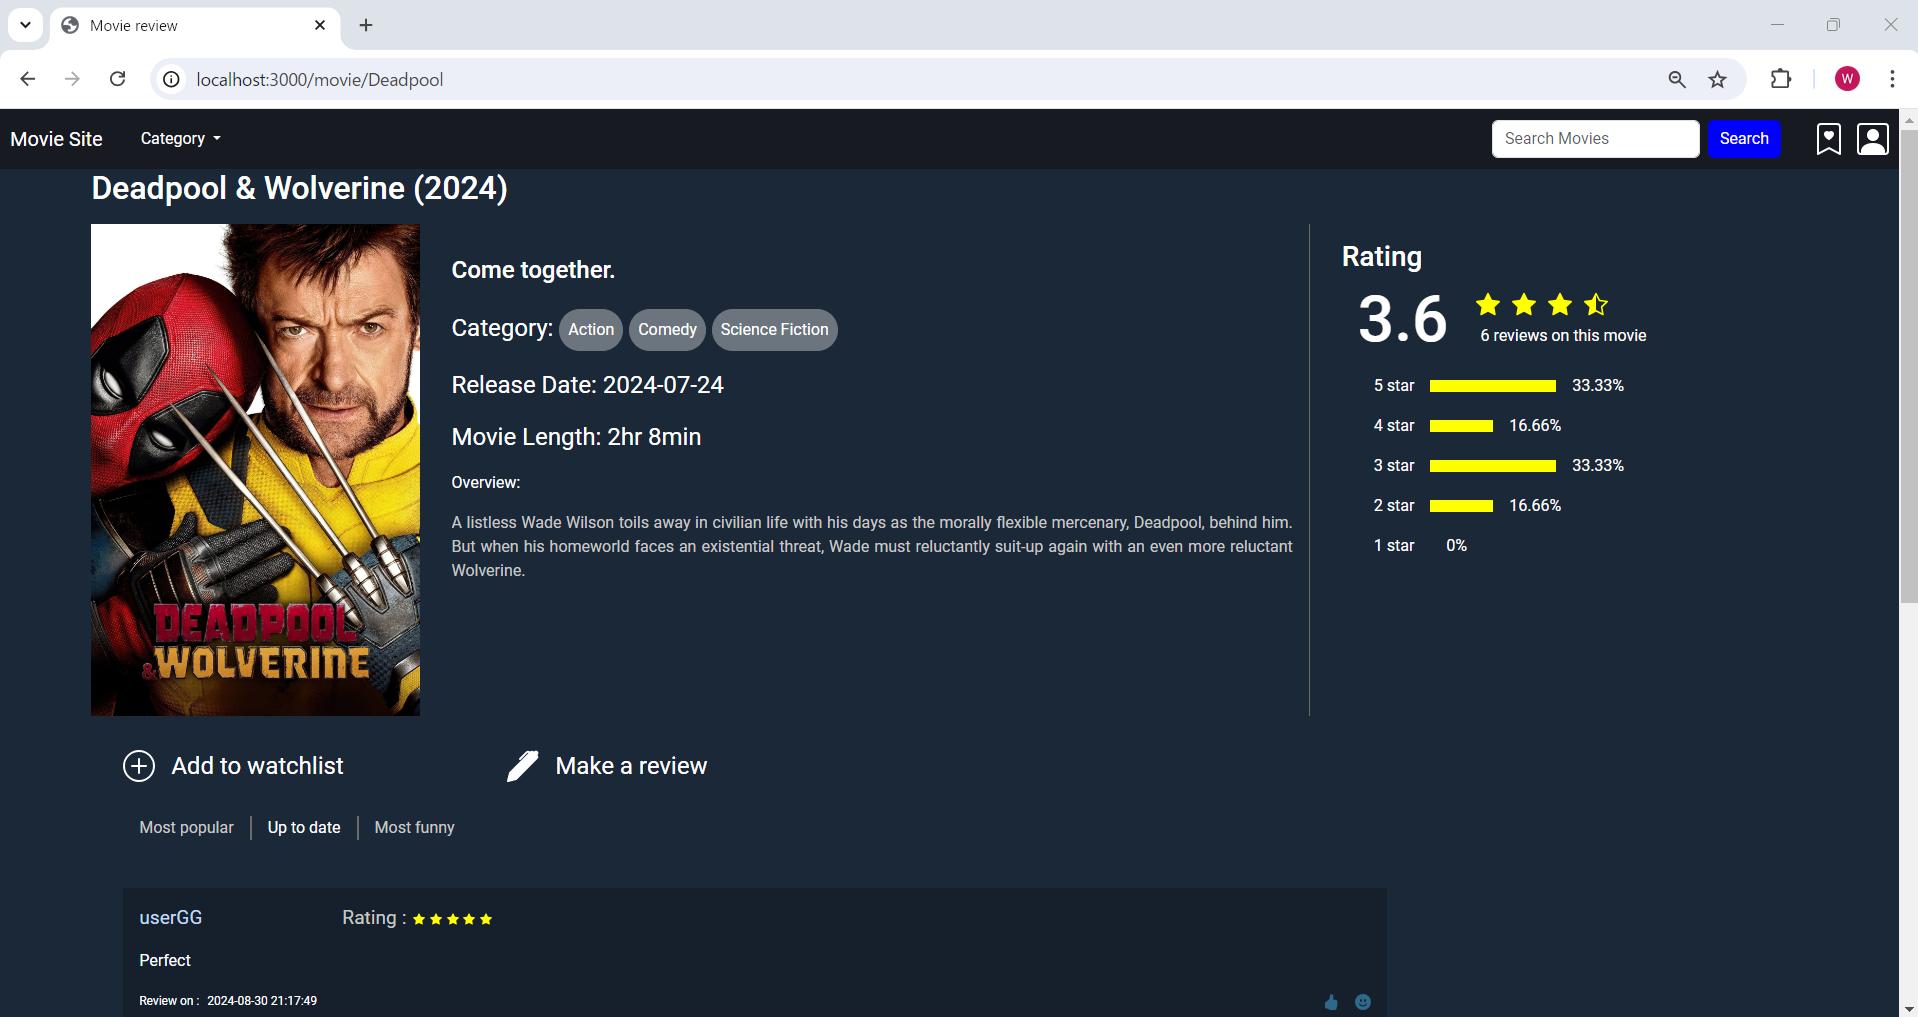 Movie review
localhost:3000/movie/Deadpool
W
Movie Site
Category
Search Movies
Search
Deadpool & Wolverine (2024)
DEADPOOL
&WOLVERINE
Come together.
Category: Action Comedy Science Fiction
Release Date: 2024-07-24
Movie Length: 2hr 8min
Overview:
A listless Wade Wilson toils away in civilian life with his days as the morally flexible mercenary, Deadpool, behind him.
But when his homeworld faces an existential threat, Wade must reluctantly suit-up again with an even more reluctant
Wolverine.
Rating
3.6
6 reviews on this movie
5 star 33.33%
4 star 16.66%
3 star 33.33%
2 star 16.66%
1 star 0%
Add to watchlist
Make a review
Most popular
Up to date
Most funny
userGG
Rating :
Perfect
Review on : 2024-08-30 21:17:49